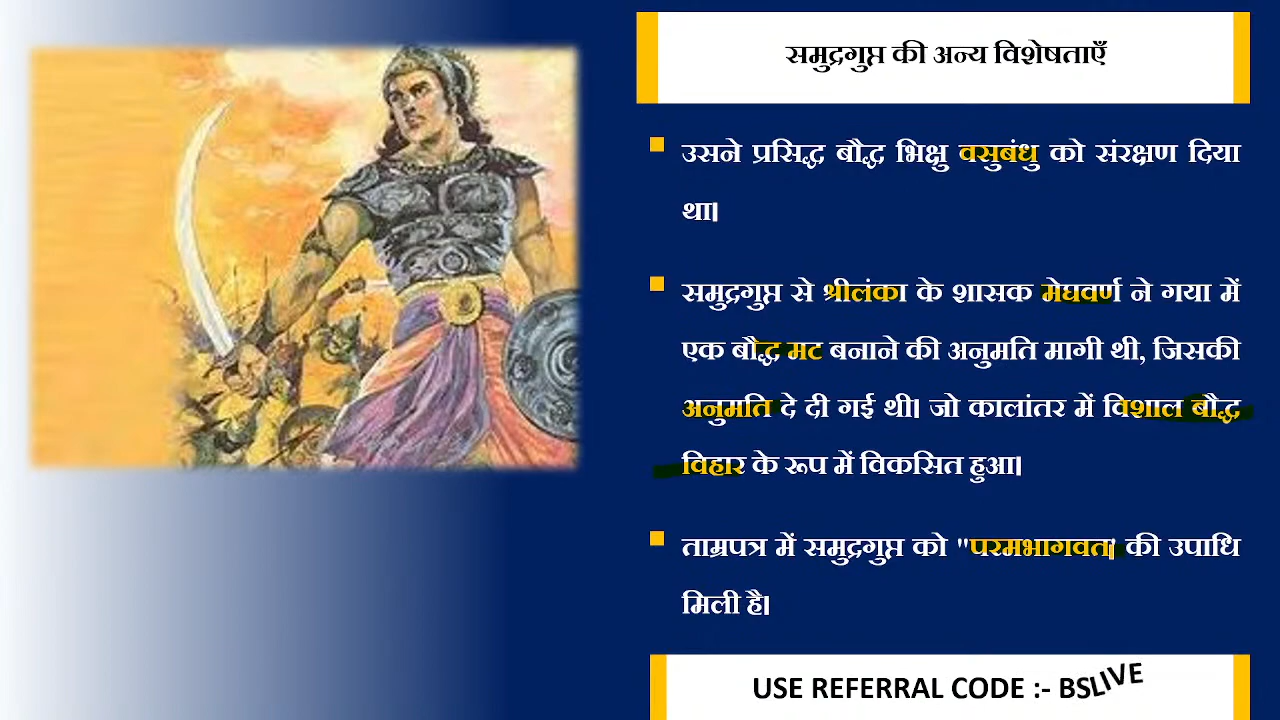 समुद्रगुप्त की अन्य विशेषताएँ
उसने प्रसिद्ध बौद्ध भिक्षु वसुबंधु को संरक्षण दिया
था।
समुद्रगुप्त से श्रीलंका के शासक मेघवर्ण ने गया में
एक बौद्ध मट बनाने की अनुमति मागी थी, जिसकी
अनुमति दे दी गई थी। जो कालांतर में विशाल बौद्ध
विहार के रूप में विकसित हुआ।
ताम्रपत्र में समुद्रगुप्त को "परमभागवत' की उपाधि
मिली है।
USE REFERRAL CODE :- BSLIVE